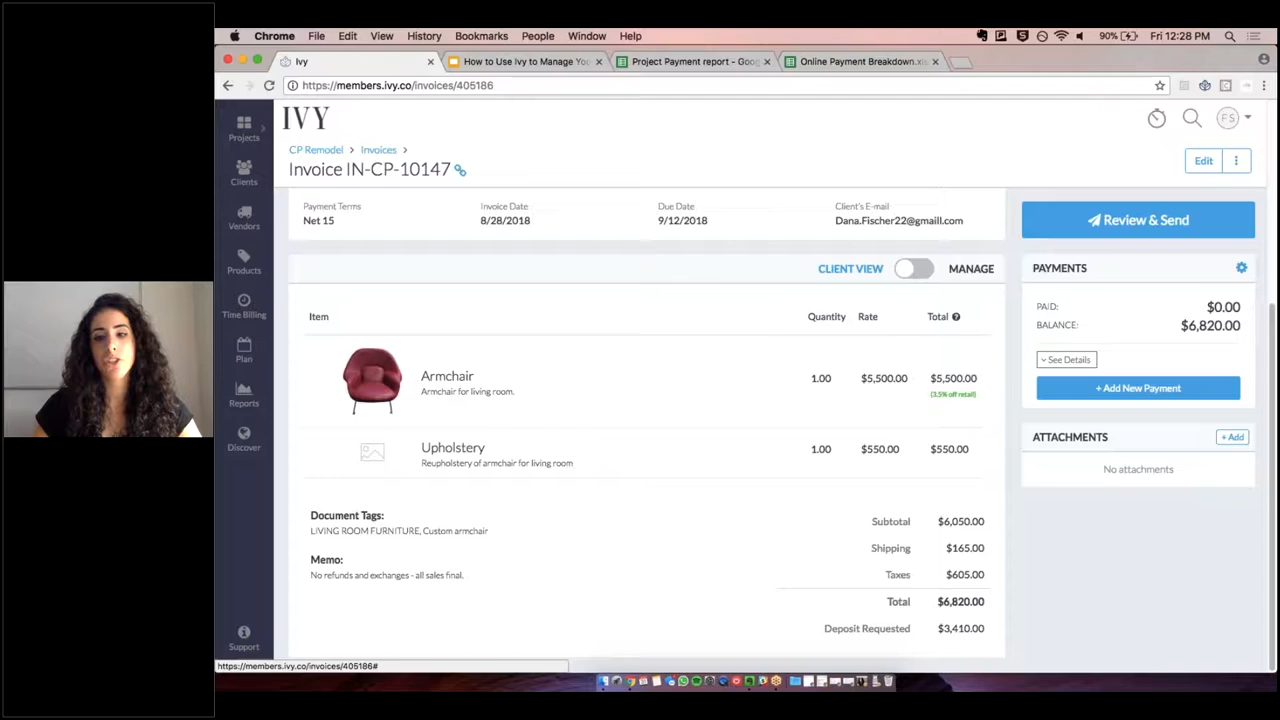 Chrome File Edit View History Bookmarks People Window Help 90% Fri 12:28 PM
Ivy How to Use Ivy to Manage You Project Payment report - Goog Online Payment Breakdown.xls
https://members.ivy.co/invoices/405186
Projects
Clients
Vendors
Products
Time Billing
Plan
Reports
Discover
Support
IVY
FS
CP Remodel > Invoices >
Invoice IN-CP-10147
Edit
Payment Terms Invoice Date Due Date Client's E-mail
Net 15 8/28/2018 9/12/2018 Dana.Fischer22@gmaill.com
CLIENT VIEW MANAGE
Item Quantity Rate Total ?
Armchair 1.00 $5,500.00 $5,500.00
Armchair for living room. (3.5% off retail)
Upholstery 1.00 $550.00 $550.00
Reupholstery of armchair for living room
Document Tags:
LIVING ROOM FURNITURE, Custom armchair
Memo:
No refunds and exchanges - all sales final.
Subtotal $6,050.00
Shipping $165.00
Taxes $605.00
Total $6,820.00
Deposit Requested $3,410.00
Review & Send
PAYMENTS
PAID: $0.00
BALANCE: $6,820.00
See Details
+ Add New Payment
ATTACHMENTS + Add
No attachments
https://members.ivy.co/invoices/405186#